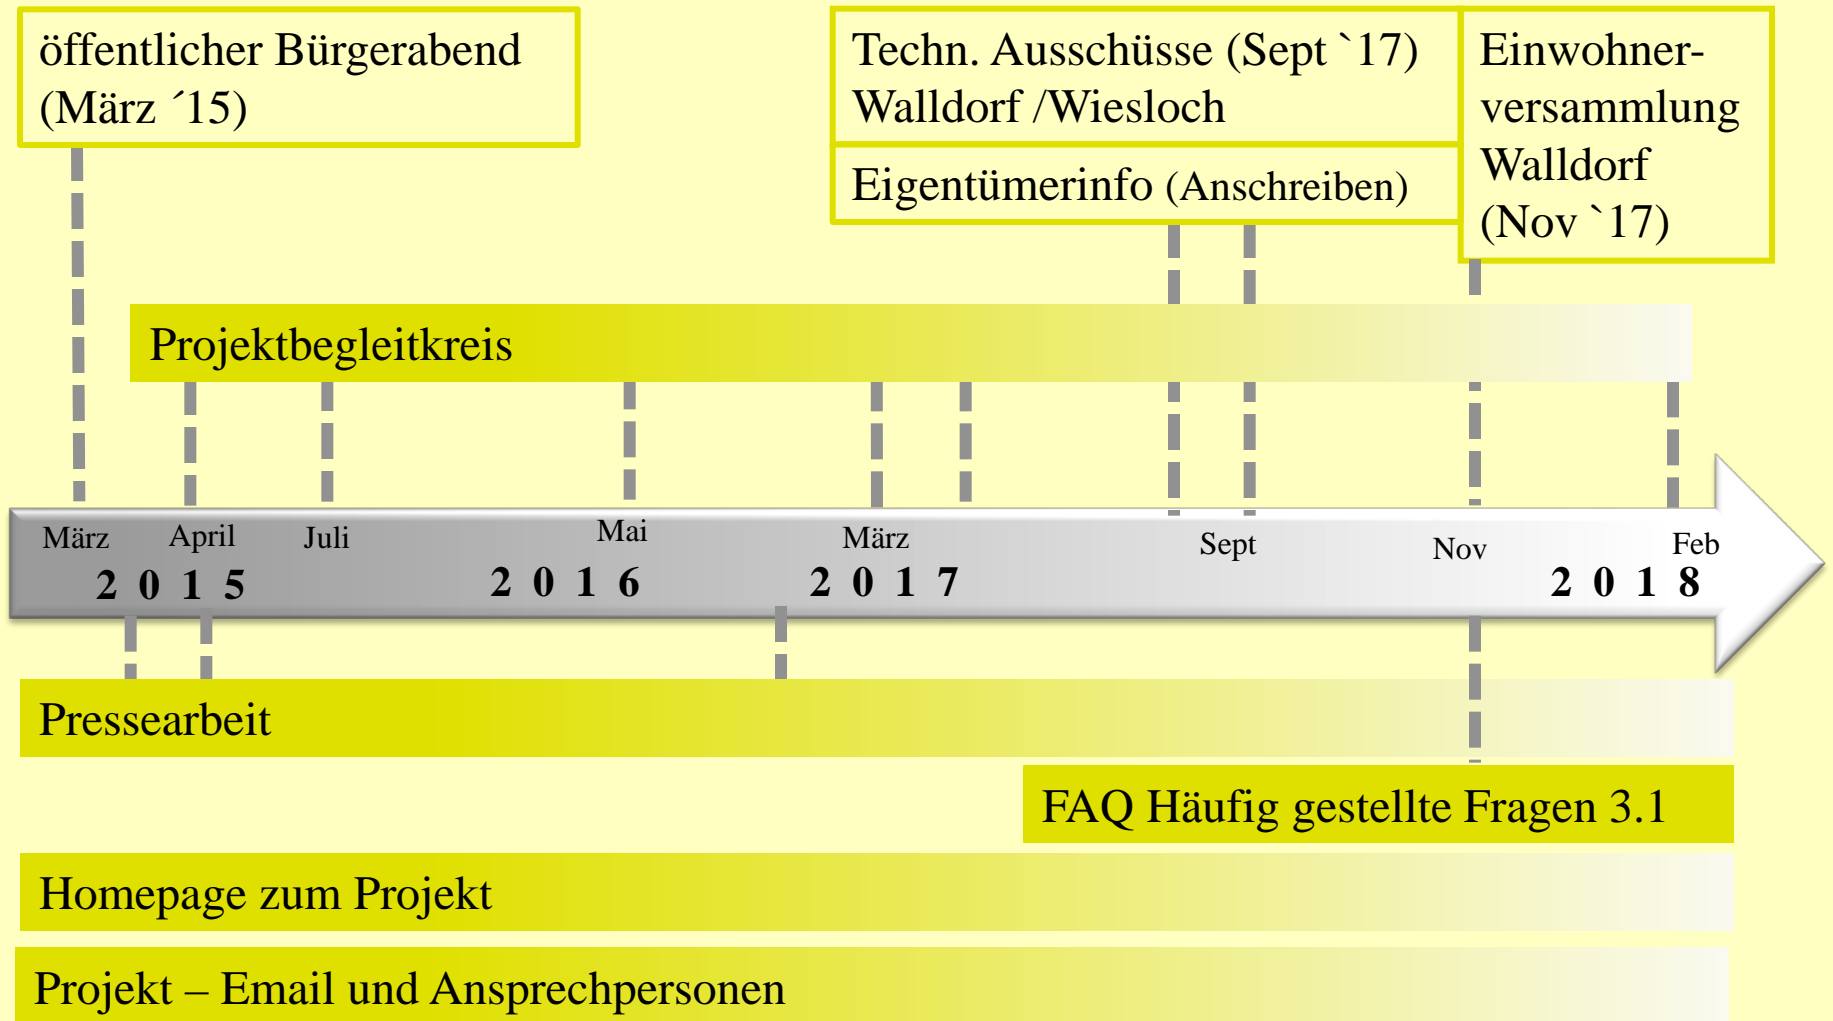 öffentlicher Bürgerabend
(März ´15)
Techn. Ausschüsse (Sept `17)
Walldorf /Wiesloch
Eigentümerinfo (Anschreiben)
Einwohner-
versammlung
Walldorf
(Nov `17)
Projektbegleitkreis
März April Juli Mai März Sept Nov Feb
2 0 1 5 2 0 1 6 2 0 1 7 2 0 1 8
Pressearbeit
FAQ Häufig gestellte Fragen 3.1
Homepage zum Projekt
Projekt – Email und Ansprechpersonen